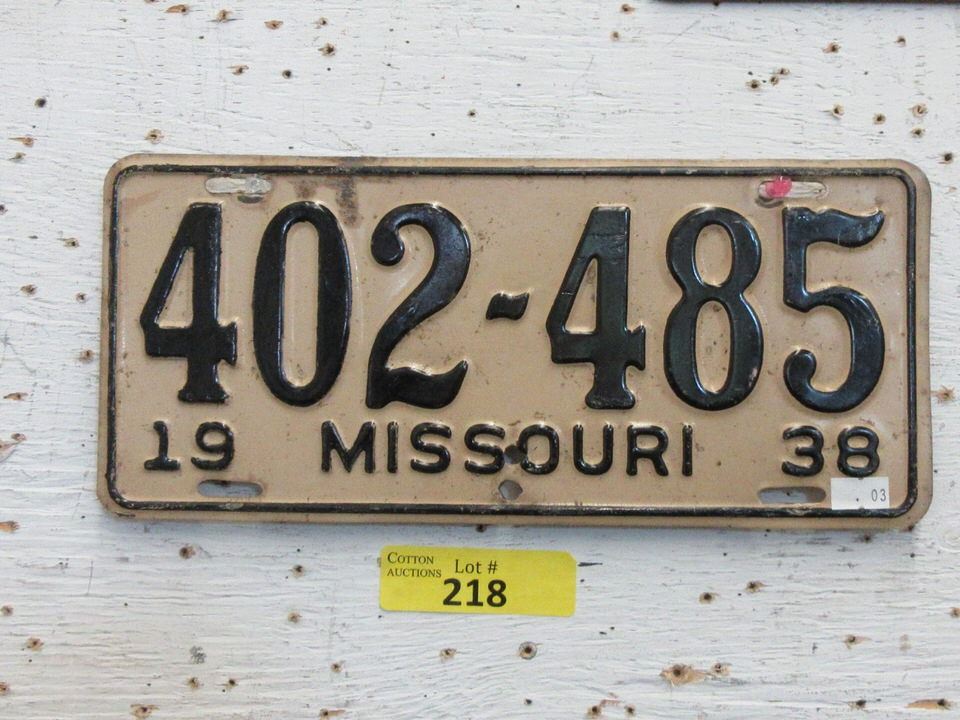 402-485
19 MISSOURI 38
. 03
COTTON
AUCTIONS
Lot #
218